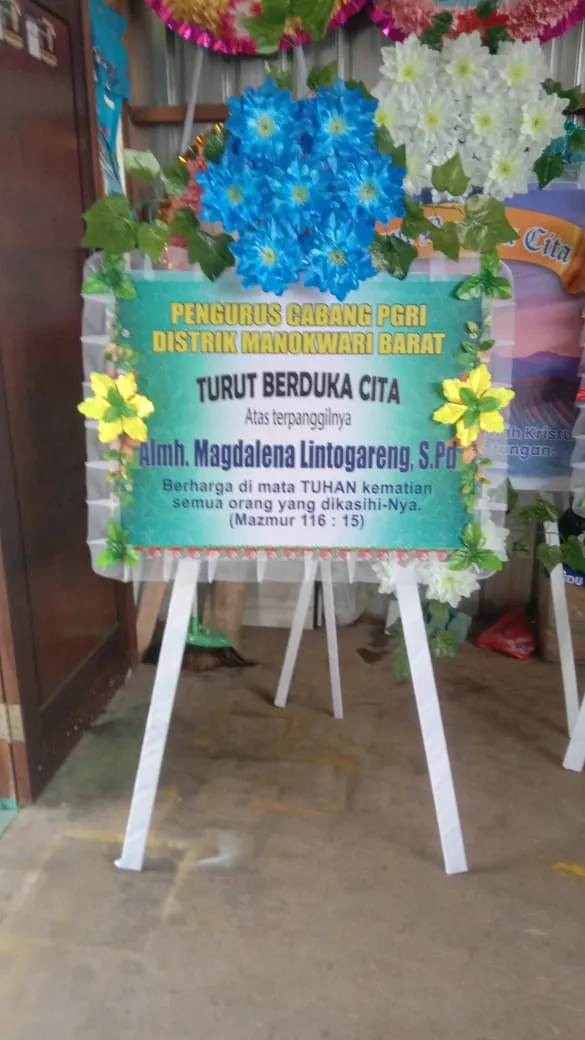 PENGURUS CABANG PGRI
DISTRIK MANOKWARI BARAT
TURUT BERDUKA CITA
Atas terpanggilnya
Almh. Magdalena Lintogareng, S.Pd
Berharga di mata TUHAN kematian
semua orang yang dikasihi-Nya.
(Mazmur 116 : 15)
Cita